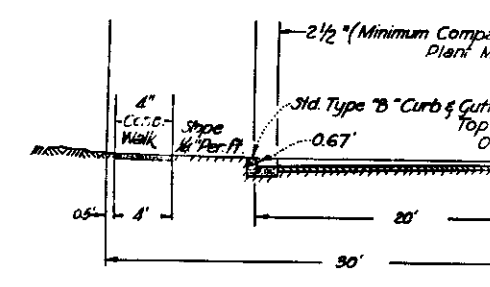 2½" (Minimum Compa
Plant M
4"
Conc.
Walk
Slope
¼" Per Ft.
Std. Type "B" Curb & Gutt
Top
O
0.67'
0.5'
4'
20'
30'